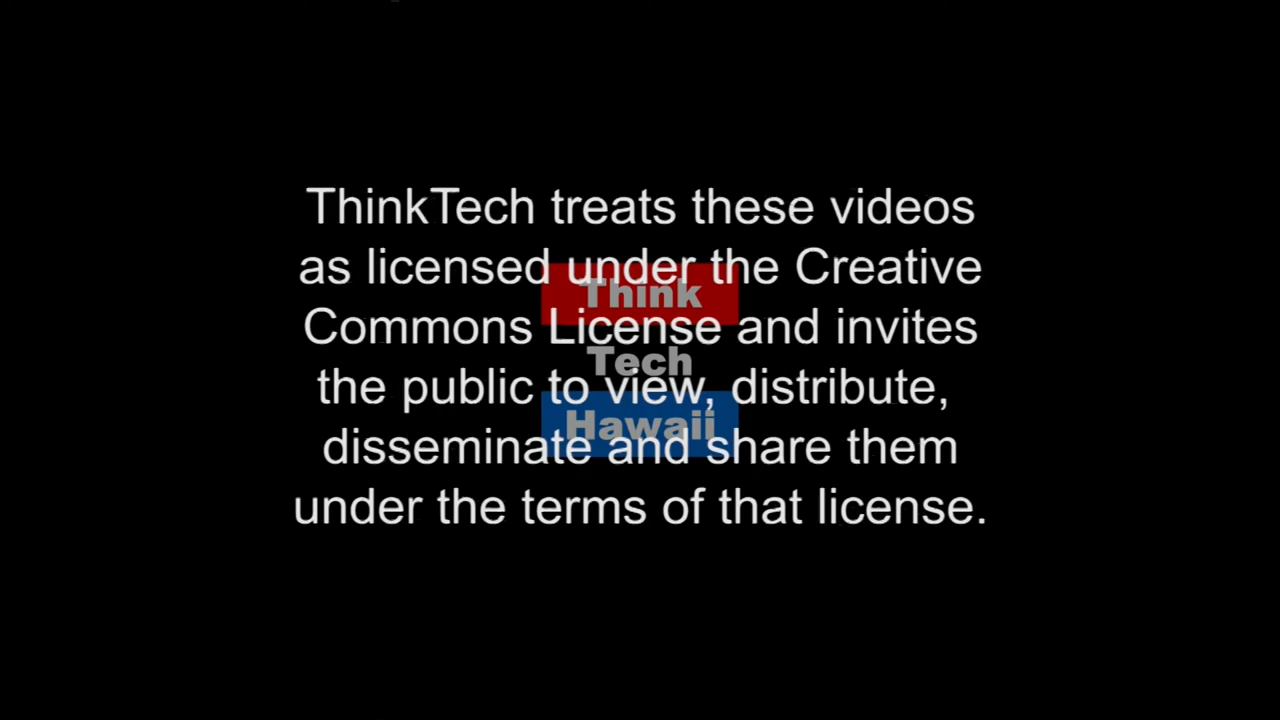 ThinkTech treats these videos
as licensed under the Creative
Think
Commons License and invites
Tech
the public to view, distribute,
Hawaii
disseminate and share them
under the terms of that license.